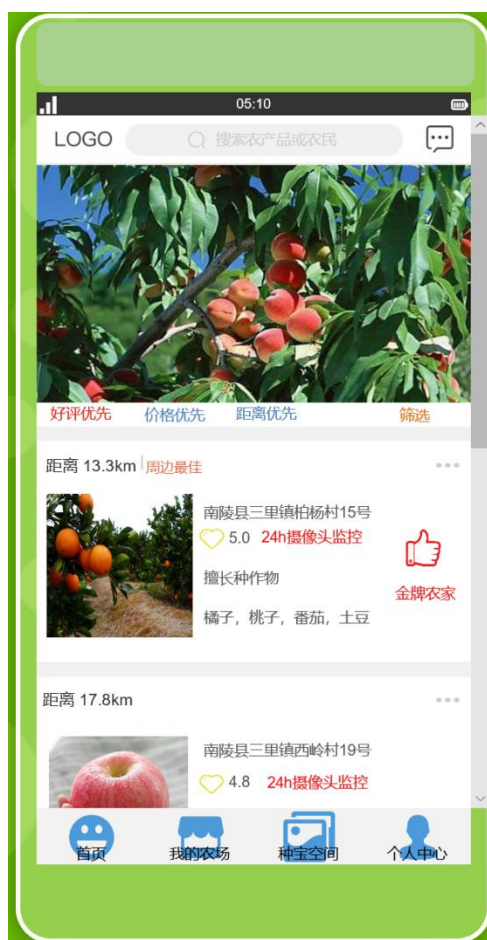 05:10
LOGO 搜索农产品或农民
好评优先 价格优先 距离优先 筛选
距离 13.3km 周边最佳
南陵县三里镇柏杨村15号
5.0 24h摄像头监控
擅长种作物
金牌农家
橘子，桃子，番茄，土豆
距离 17.8km
南陵县三里镇西岭村19号
4.8 24h摄像头监控
首页 我的农场 种宝空间 个人中心